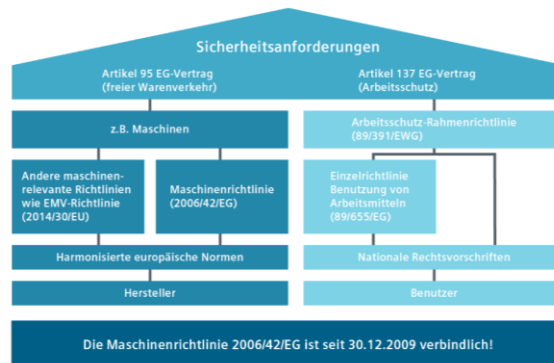 Sicherheitsanforderungen
Artikel 95 EG-Vertrag
(freier Warenverkehr)
Artikel 137 EG-Vertrag
(Arbeitsschutz)
z.B. Maschinen
Arbeitsschutz-Rahmenrichtlinie
(89/391/EWG)
Andere maschinen-
relevante Richtlinien
wie EMV-Richtlinie
(2014/30/EU)
Maschinenrichtlinie
(2006/42/EG)
Einzelrichtlinie
Benutzung von
Arbeitsmitteln
(89/655/EG)
Harmonisierte europäische Normen
Nationale Rechtsvorschriften
Hersteller
Benutzer
Die Maschinenrichtlinie 2006/42/EG ist seit 30.12.2009 verbindlich!